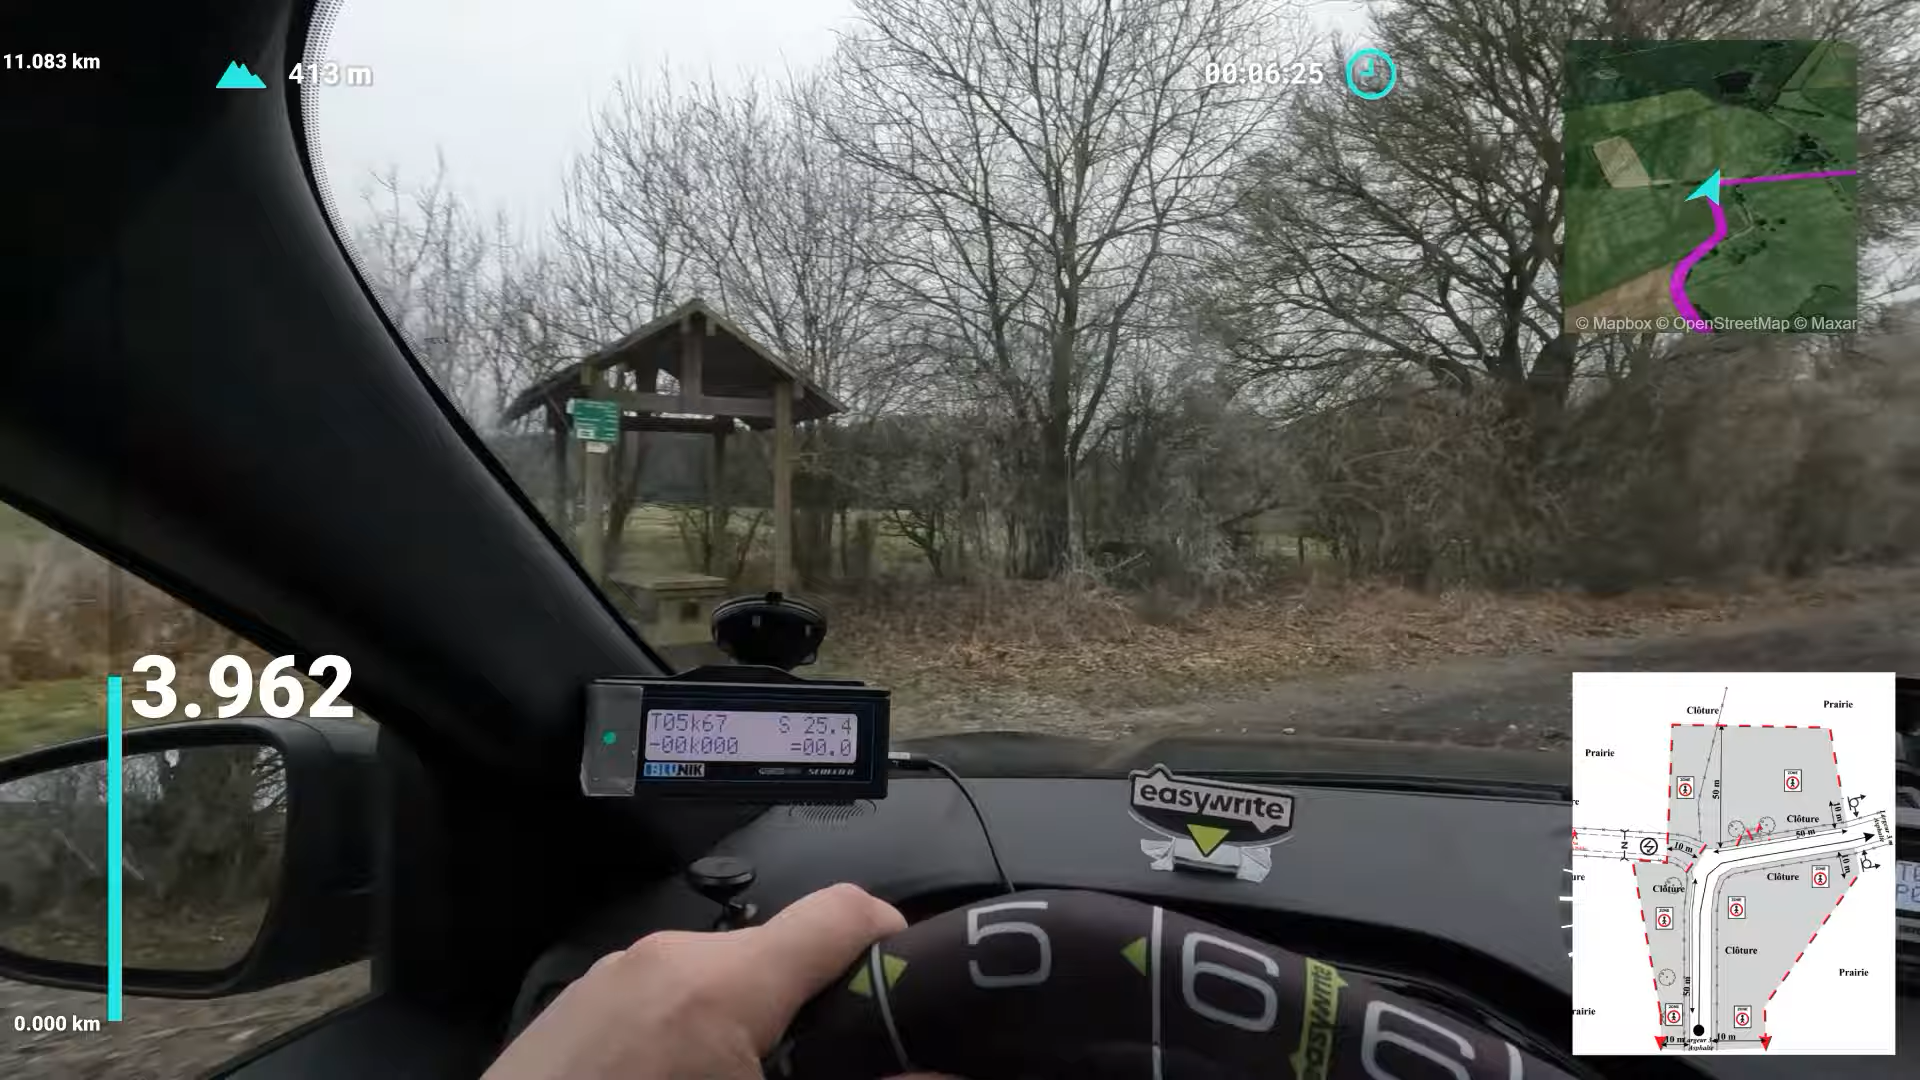 11.083 km
413 m
00:06:25
© Mapbox © OpenStreetMap © Maxar
3.962
0.000 km
T05k67 S 25.4
-00k000 =00.0
BLUNIK
easywrite
5
6
easywrite
6
Clôture
Prairie
Prairie
50 m
10 m
Clôture
50 m
10 m
N
10 m
Clôture
Clôture
Clôture
Prairie
50 m
10 m
10 m
Asphalte